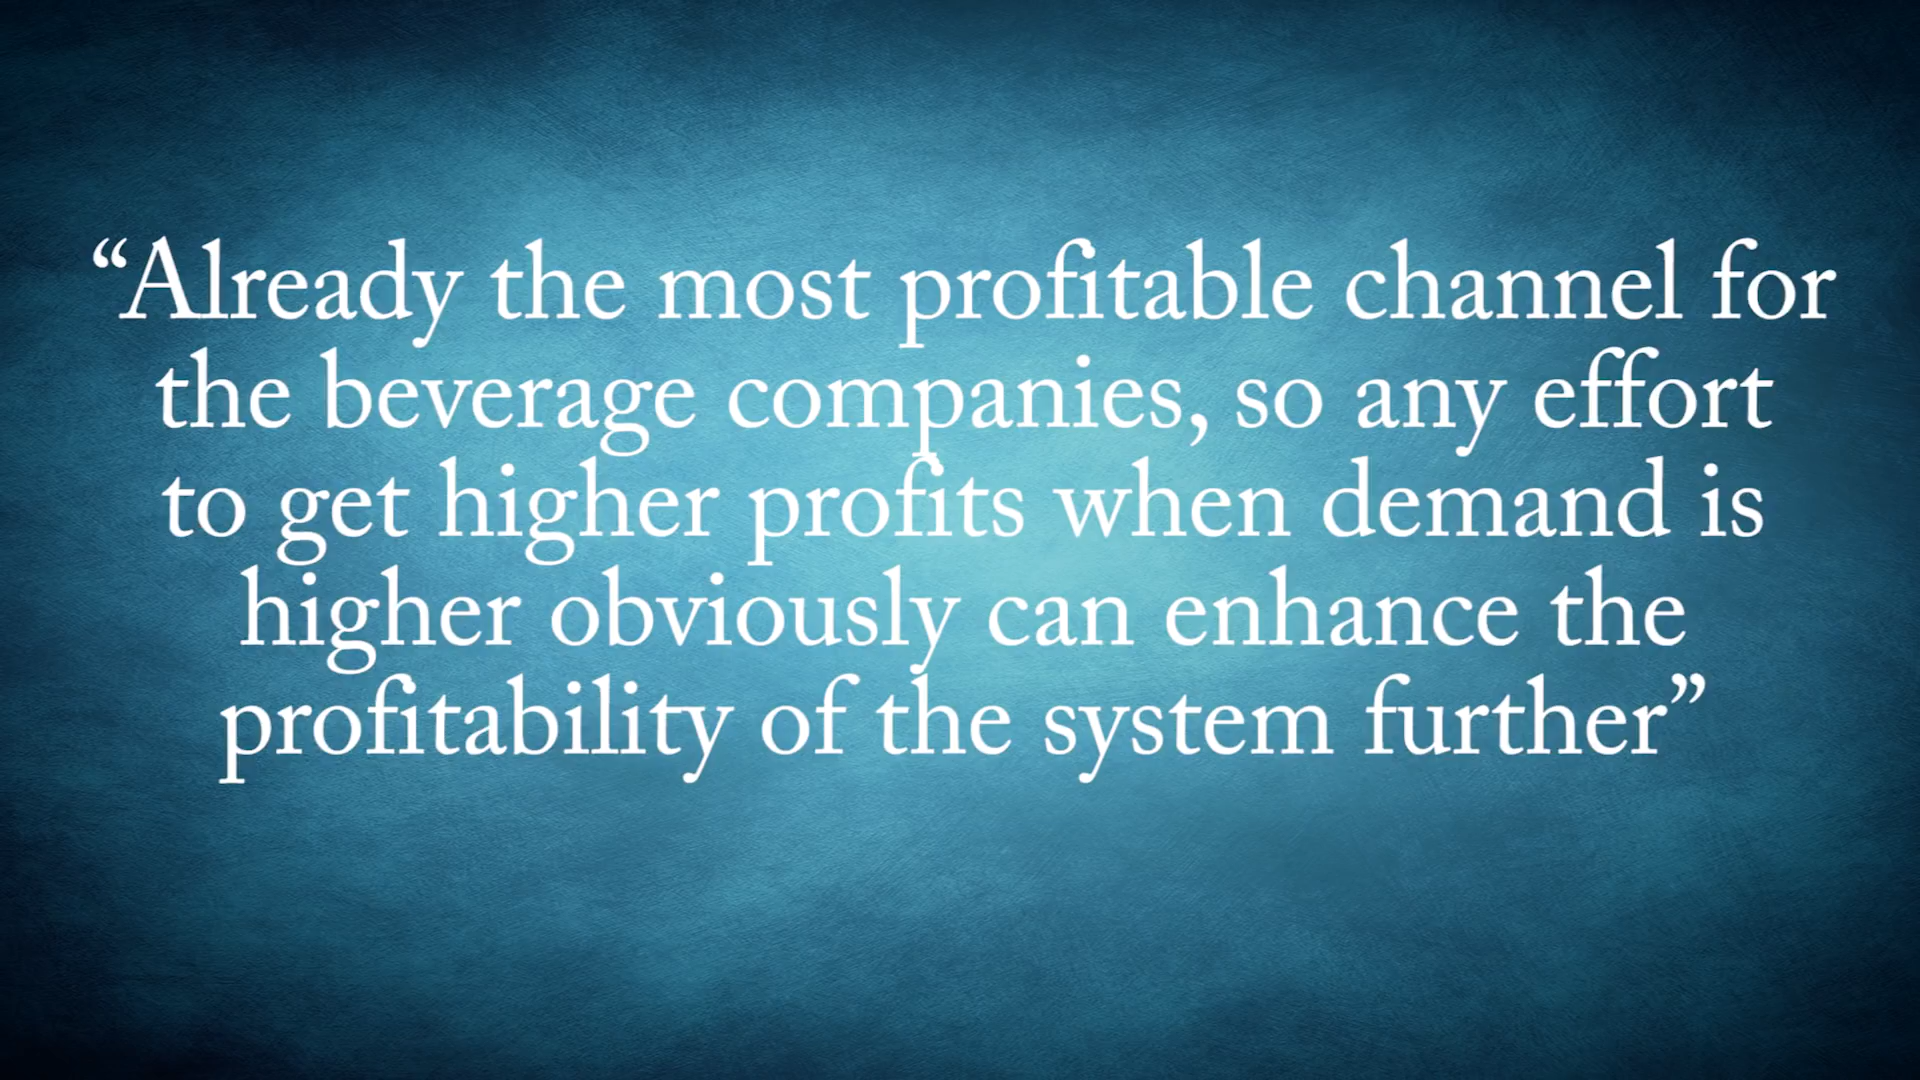 “Already the most profitable channel for
the beverage companies, so any effort
to get higher profits when demand is
higher obviously can enhance the
profitability of the system further”